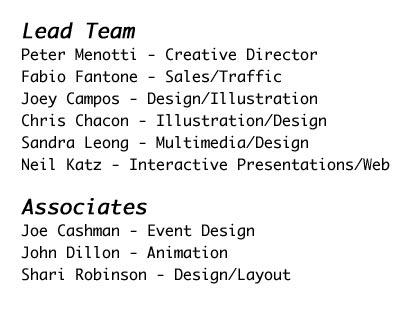 Lead Team
Peter Menotti - Creative Director
Fabio Fantone - Sales/Traffic
Joey Campos - Design/Illustration
Chris Chacon - Illustration/Design
Sandra Leong - Multimedia/Design
Neil Katz - Interactive Presentations/Web
Associates
Joe Cashman - Event Design
John Dillon - Animation
Shari Robinson - Design/Layout